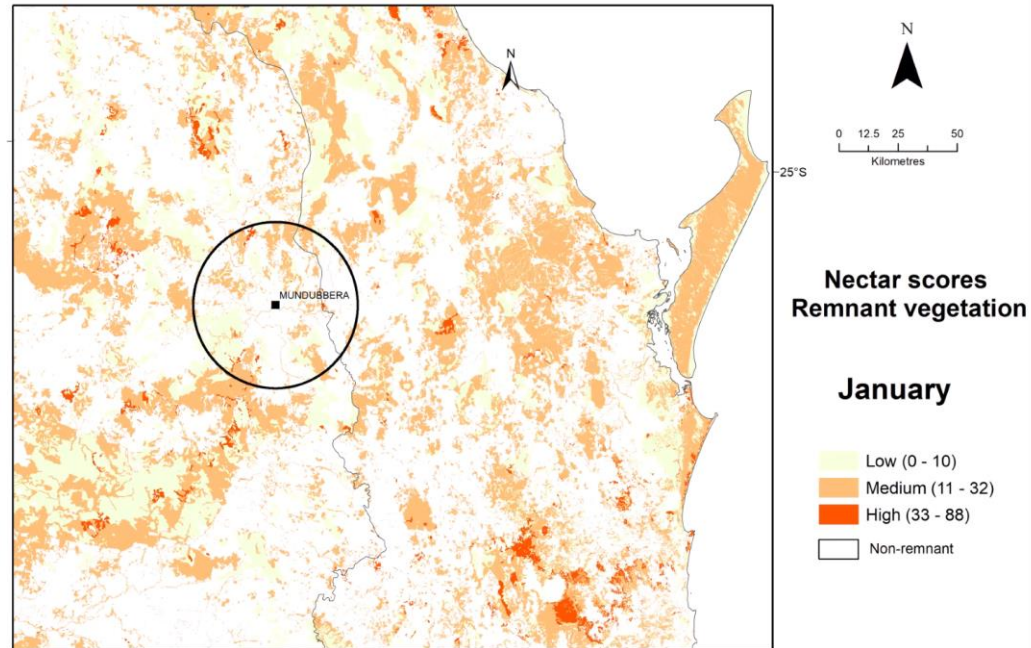 N
MUNDUBBERA
25°S
N
0 12.5 25 50
Kilometres
Nectar scores
Remnant vegetation
January
Low (0 - 10)
Medium (11 - 32)
High (33 - 88)
Non-remnant